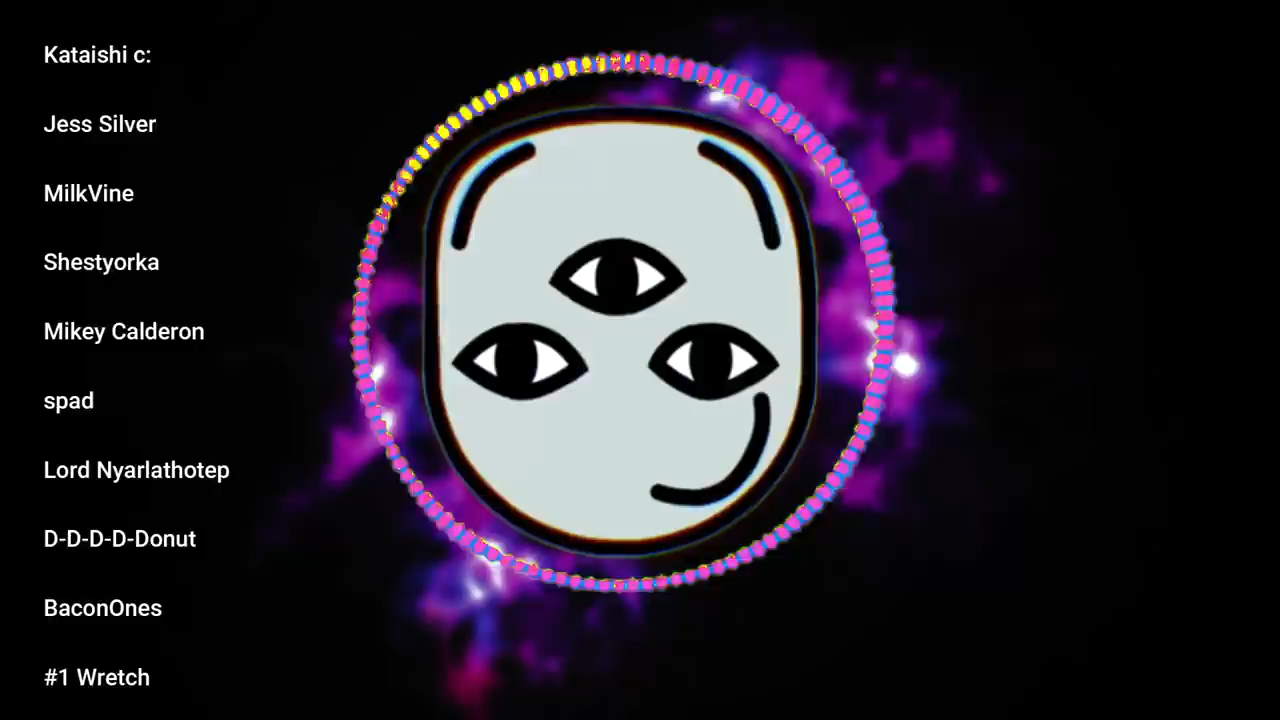 Kataishi c:
Jess Silver
MilkVine
Shestyorka
Mikey Calderon
spad
Lord Nyarlathotep
D-D-D-D-Donut
BaconOnes
#1 Wretch